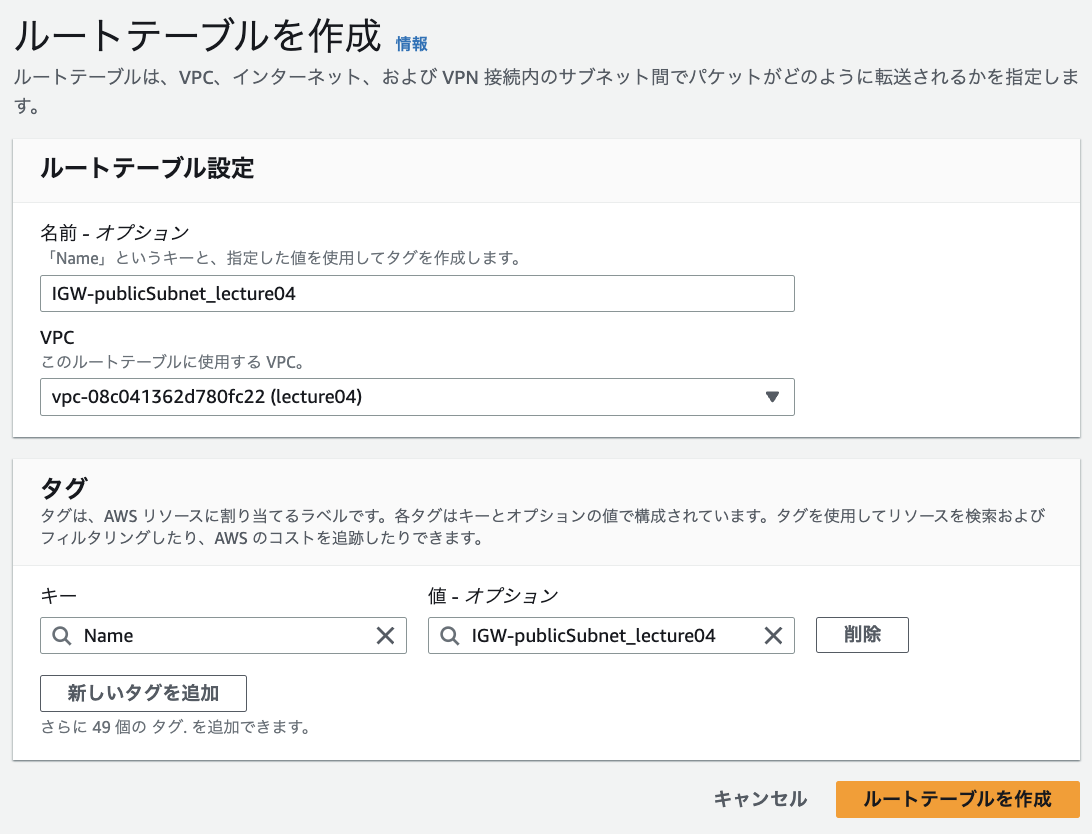 ルートテーブルを作成 情報
ルートテーブルは、VPC、インターネット、および VPN 接続内のサブネット間でパケットがどのように転送されるかを指定しま
す。
ルートテーブル設定
名前 - オプション
「Name」というキーと、指定した値を使用してタグを作成します。
IGW-publicSubnet_lecture04
VPC
このルートテーブルに使用する VPC。
vpc-08c041362d780fc22 (lecture04)
タグ
タグは、AWS リソースに割り当てるラベルです。各タグはキーとオプションの値で構成されています。タグを使用してリソースを検索および
フィルタリングしたり、AWS のコストを追跡したりできます。
キー 値 - オプション
Name IGW-publicSubnet_lecture04 削除
新しいタグを追加
さらに 49 個の タグ. を追加できます。
キャンセル ルートテーブルを作成